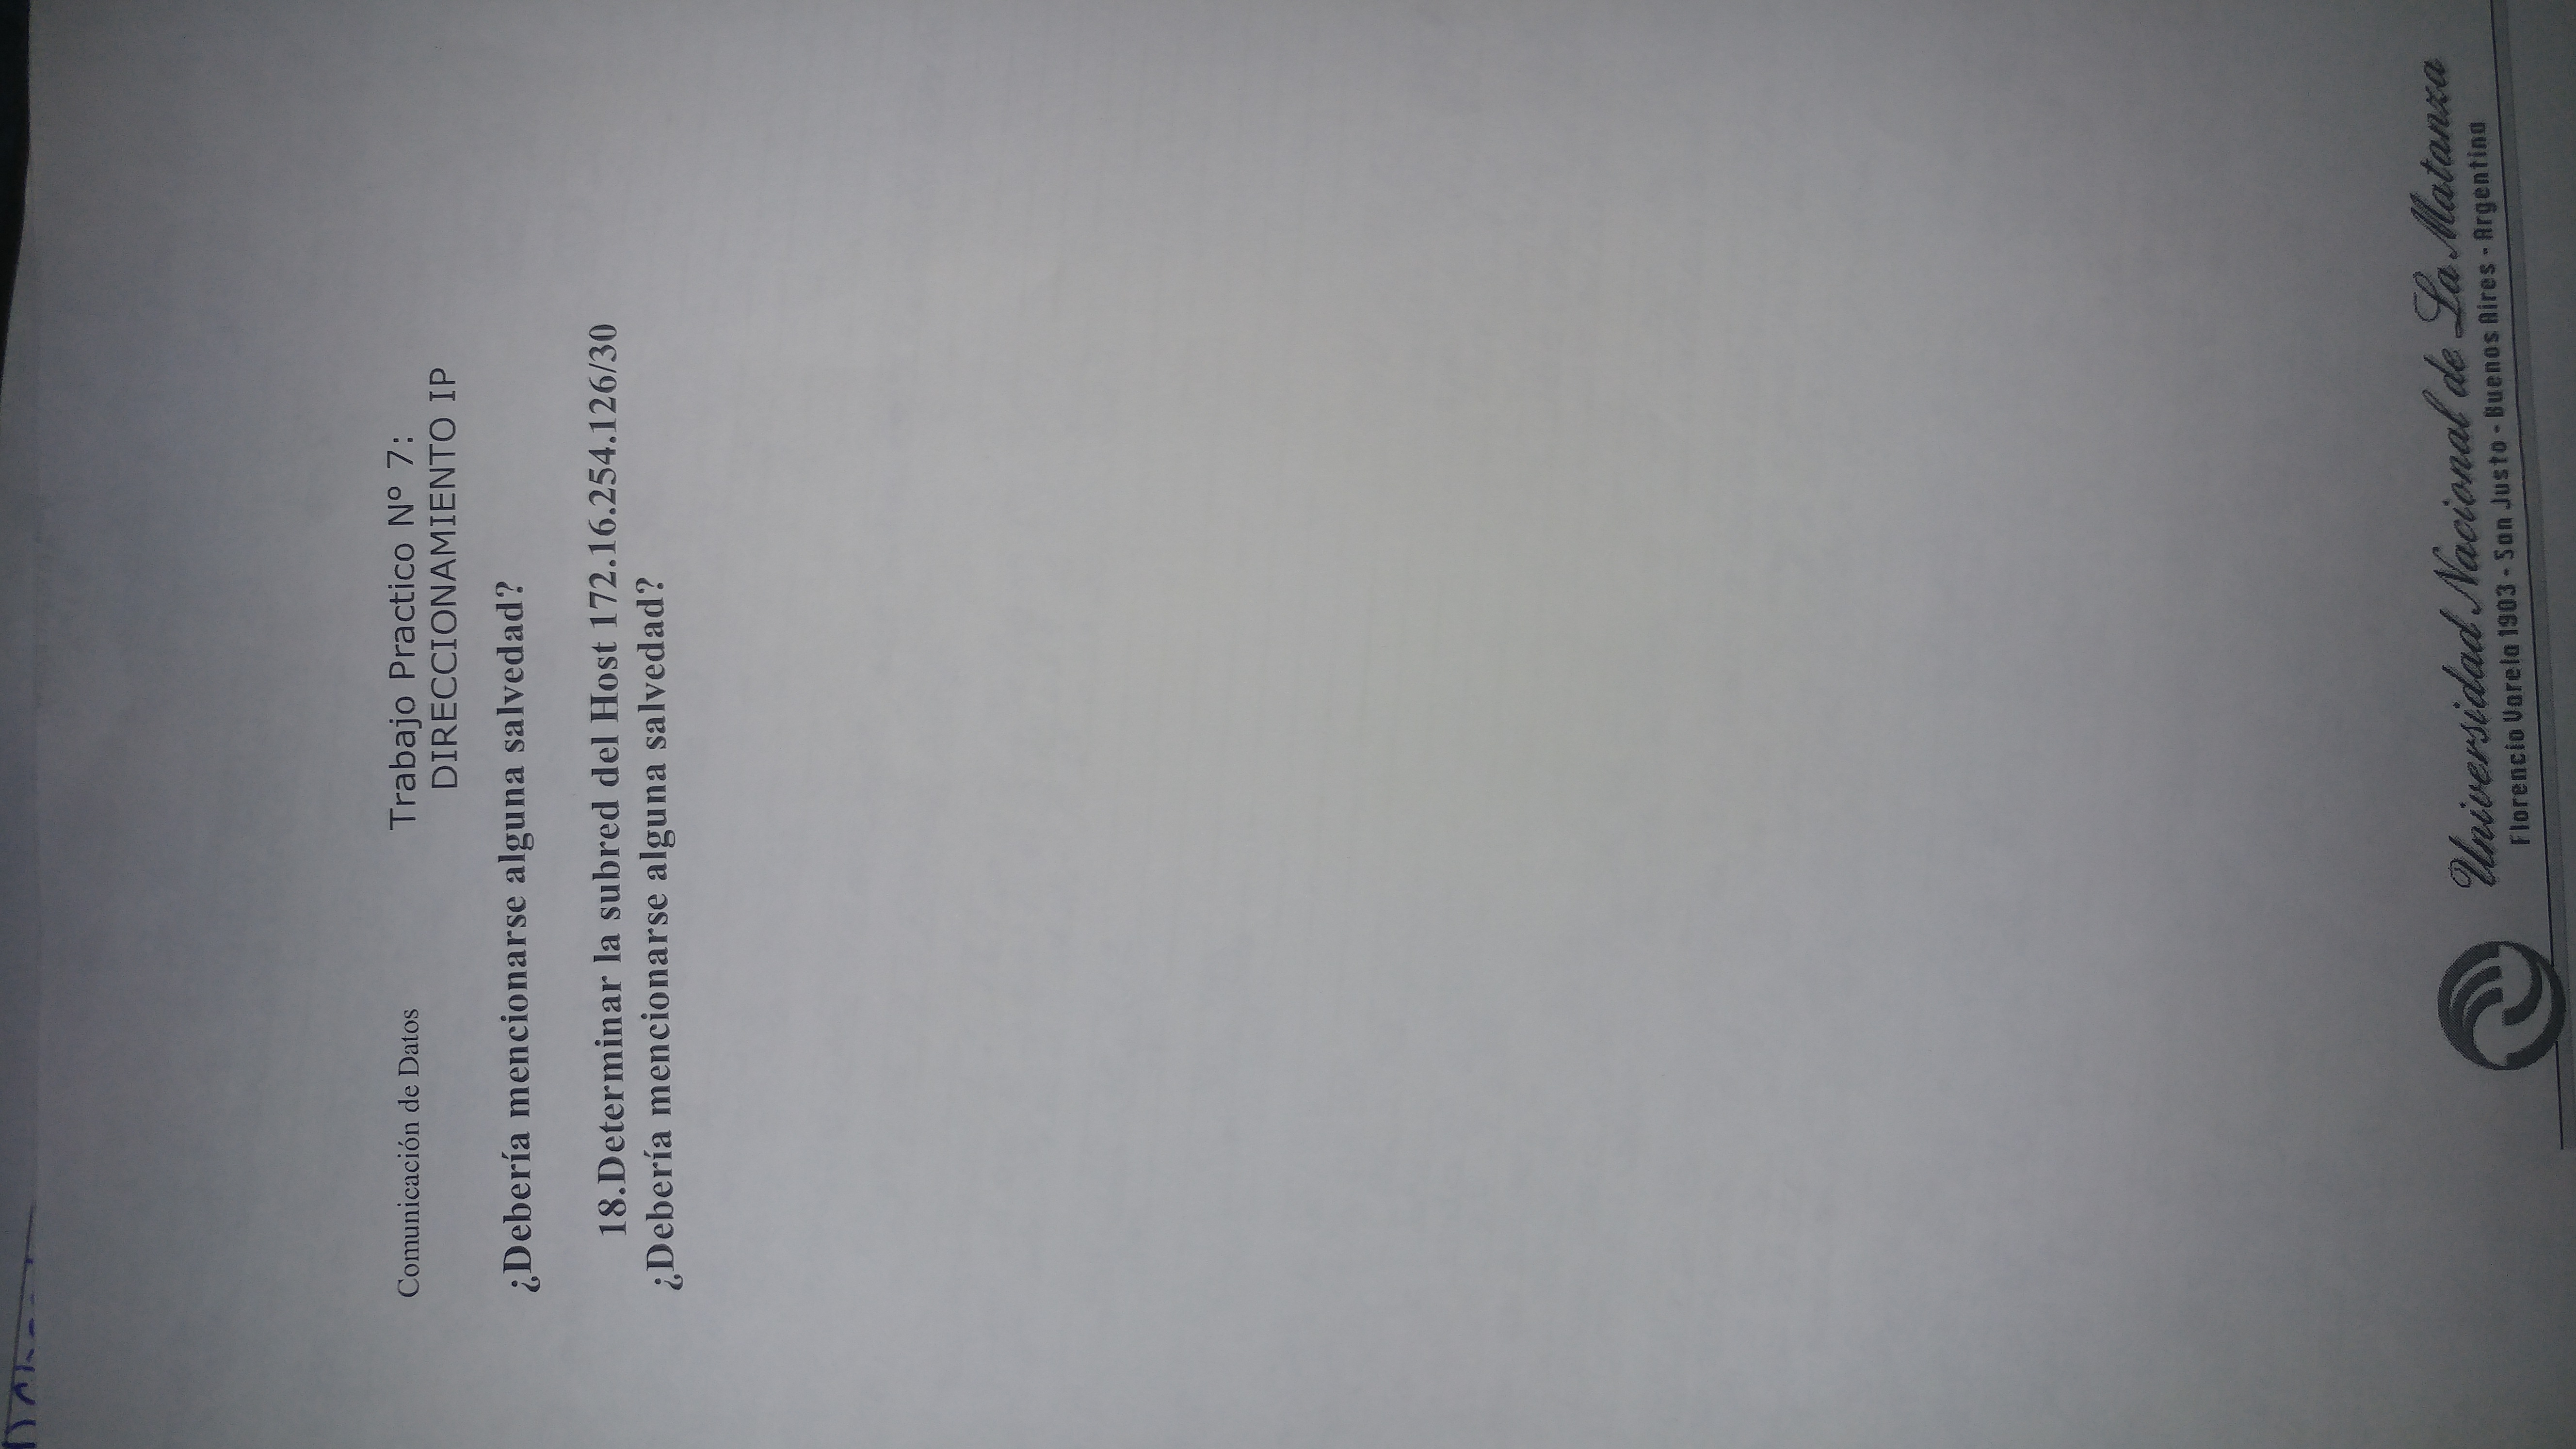 Comunicación de Datos
Trabajo Practico Nº 7:
DIRECCIONAMIENTO IP
¿Debería mencionarse alguna salvedad?
18.Determinar la subred del Host 172.16.254.126/30
¿Debería mencionarse alguna salvedad?
Universidad Nacional de La Matanza
Florencio Varela 1903 - San Justo - Buenos Aires - Argentina